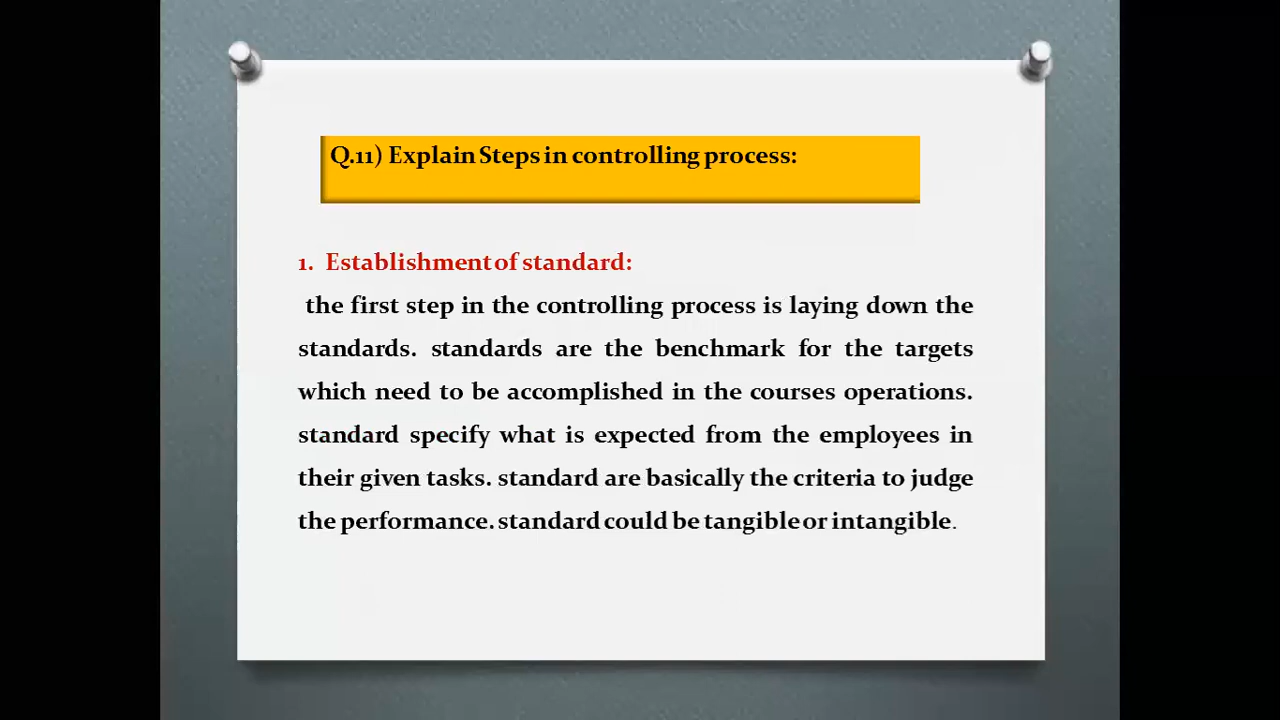 Q.11) Explain Steps in controlling process:
1. Establishment of standard:
the first step in the controlling process is laying down the
standards. standards are the benchmark for the targets
which need to be accomplished in the courses operations.
standard specify what is expected from the employees in
their given tasks. standard are basically the criteria to judge
the performance. standard could be tangible or intangible.